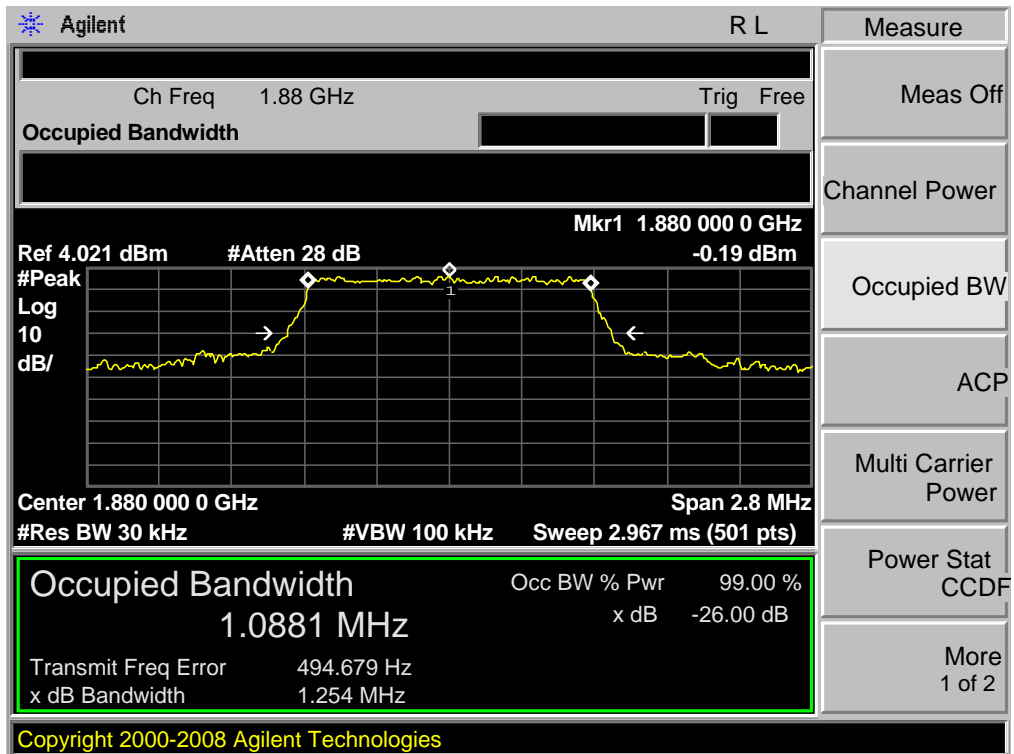 Agilent R L
Ch Freq 1.88 GHz Trig Free
Occupied Bandwidth
Mkr1 1.880 000 0 GHz
Ref 4.021 dBm #Atten 28 dB -0.19 dBm
#Peak
Log
10
dB/
1
Center 1.880 000 0 GHz Span 2.8 MHz
#Res BW 30 kHz #VBW 100 kHz Sweep 2.967 ms (501 pts)
Occupied Bandwidth Occ BW % Pwr 99.00 %
1.0881 MHz x dB -26.00 dB
Transmit Freq Error 494.679 Hz
x dB Bandwidth 1.254 MHz
Copyright 2000-2008 Agilent Technologies
Measure
Meas Off
Channel Power
Occupied BW
ACP
Multi Carrier
Power
Power Stat
CCDF
More
1 of 2